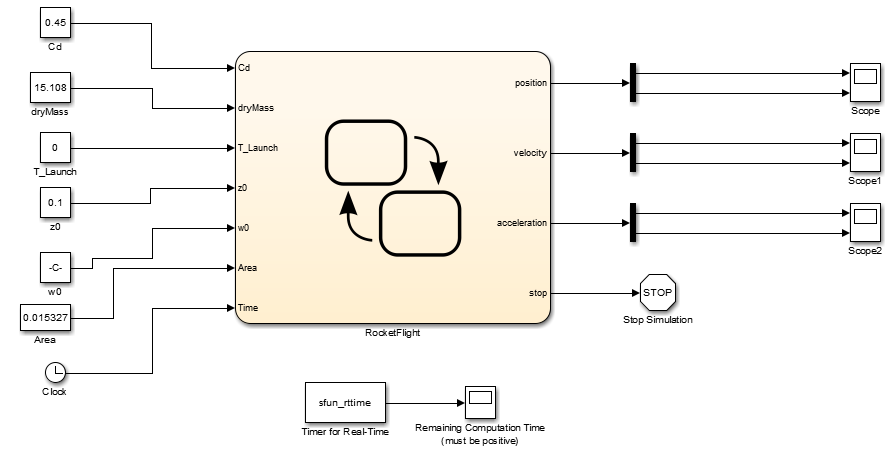 0.45
Cd
15.108
dryMass
0
T_Launch
0.1
z0
-C-
w0
0.015327
Area
Clock
Cd
dryMass
T_Launch
z0
w0
Area
Time
position
velocity
acceleration
stop
RocketFlight
Scope
Scope1
Scope2
STOP
Stop Simulation
sfun_rttime
Timer for Real-Time
Remaining Computation Time
(must be positive)